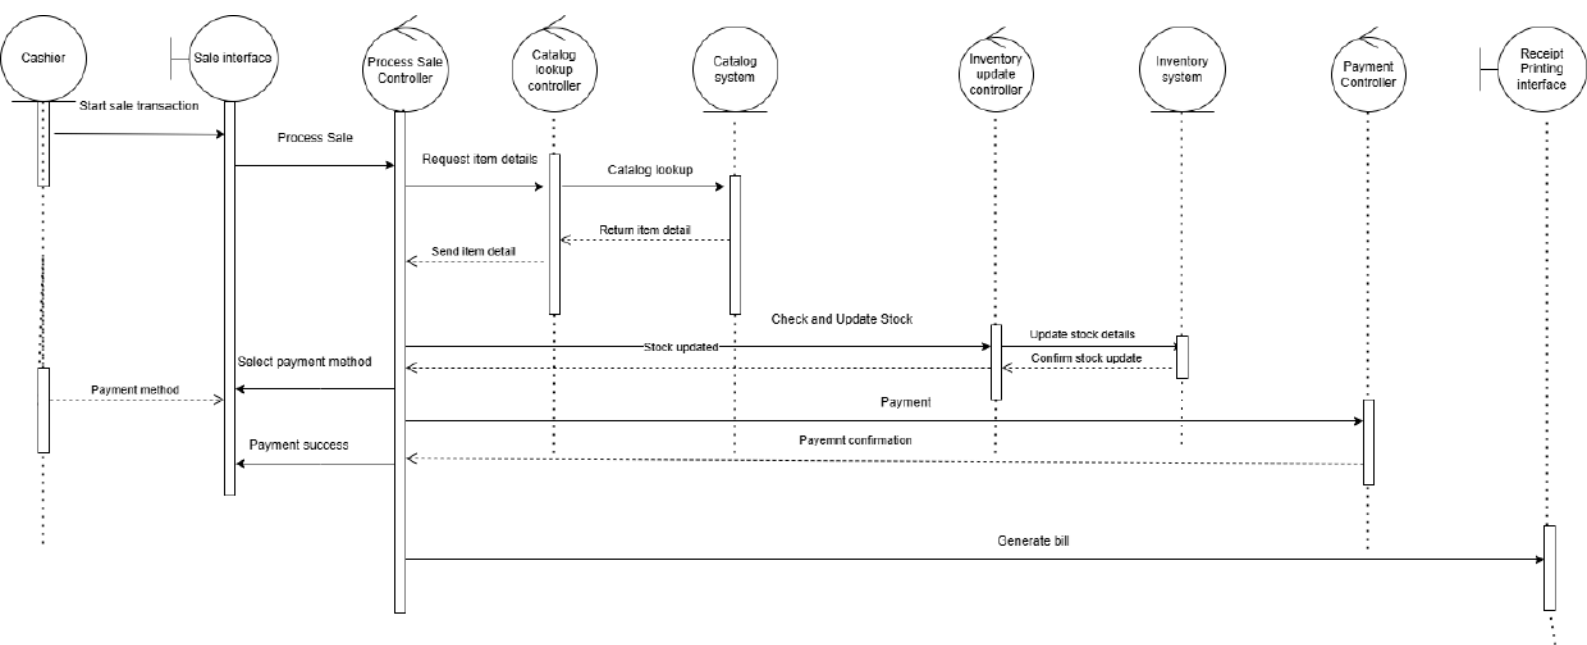 Cashier
Sale interface
Process Sale
Controller
Catalog
lookup
controller
Catalog
system
Inventory
update
controller
Inventory
system
Payment
Controller
Receipt
Printing
interface
Start sale transaction
Process Sale
Request item details
Catalog lookup
Return item detail
Send item detail
Check and Update Stock
Update stock details
Stock updated
Confirm stock update
Select payment method
Payment method
Payment
Payemnt confirmation
Payment success
Generate bill